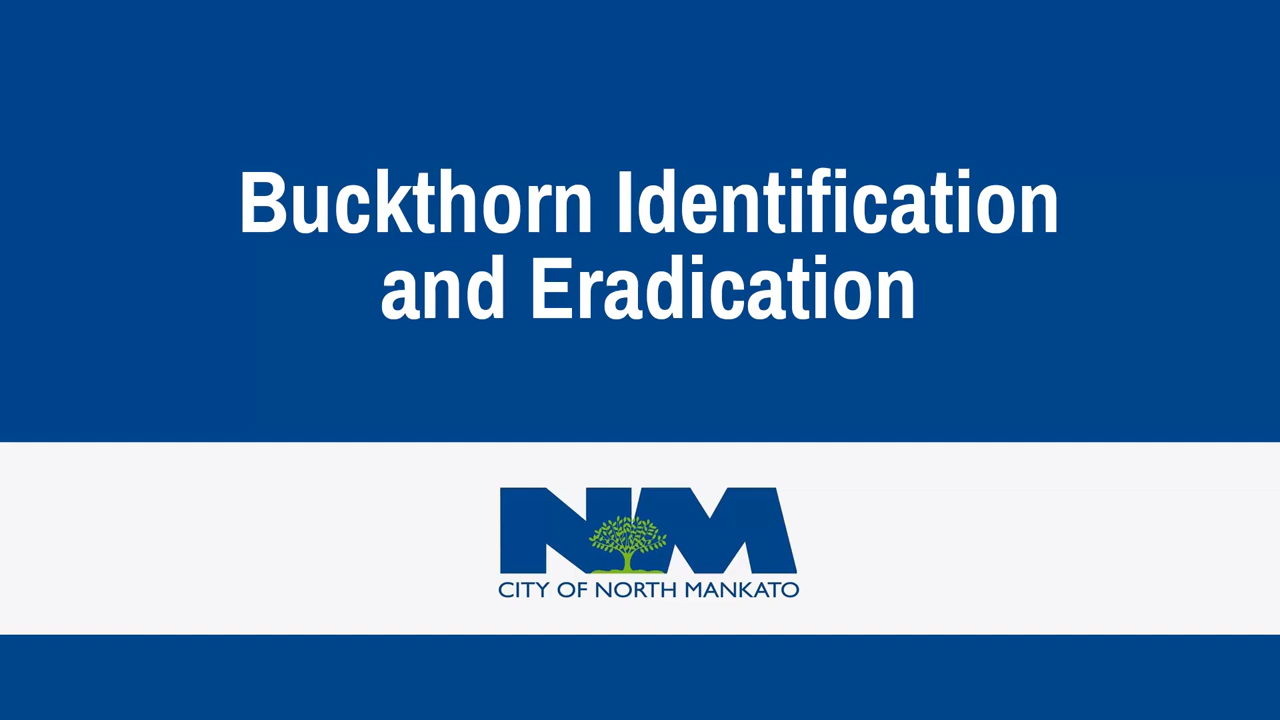 Buckthorn Identification
and Eradication
NM
CITY OF NORTH MANKATO